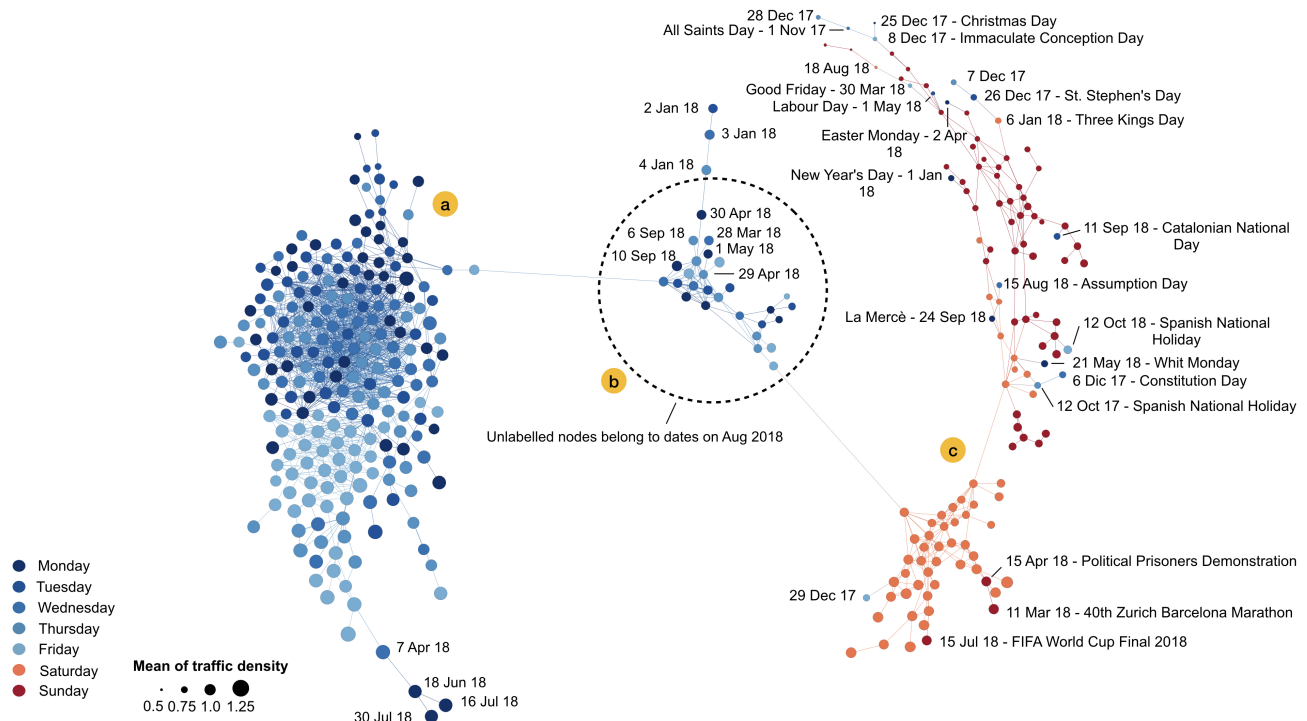 28 Dec 17
25 Dec 17 - Christmas Day
All Saints Day - 1 Nov 17
8 Dec 17 - Immaculate Conception Day
18 Aug 18
7 Dec 17
Good Friday - 30 Mar 18
26 Dec 17 - St. Stephen's Day
Labour Day - 1 May 18
6 Jan 18 - Three Kings Day
Easter Monday - 2 Apr
18
New Year's Day - 1 Jan
18
2 Jan 18
3 Jan 18
4 Jan 18
a
30 Apr 18
6 Sep 18
28 Mar 18
1 May 18
10 Sep 18
29 Apr 18
11 Sep 18 - Catalonian National
Day
15 Aug 18 - Assumption Day
La Mercè - 24 Sep 18
12 Oct 18 - Spanish National
Holiday
21 May 18 - Whit Monday
6 Dic 17 - Constitution Day
12 Oct 17 - Spanish National Holiday
b
Unlabelled nodes belong to dates on Aug 2018
c
15 Apr 18 - Political Prisoners Demonstration
29 Dec 17
11 Mar 18 - 40th Zurich Barcelona Marathon
15 Jul 18 - FIFA World Cup Final 2018
Monday
Tuesday
Wednesday
Thursday
Friday
Saturday
Sunday
Mean of traffic density
0.5 0.75 1.0 1.25
7 Apr 18
18 Jun 18
16 Jul 18
30 Jul 18